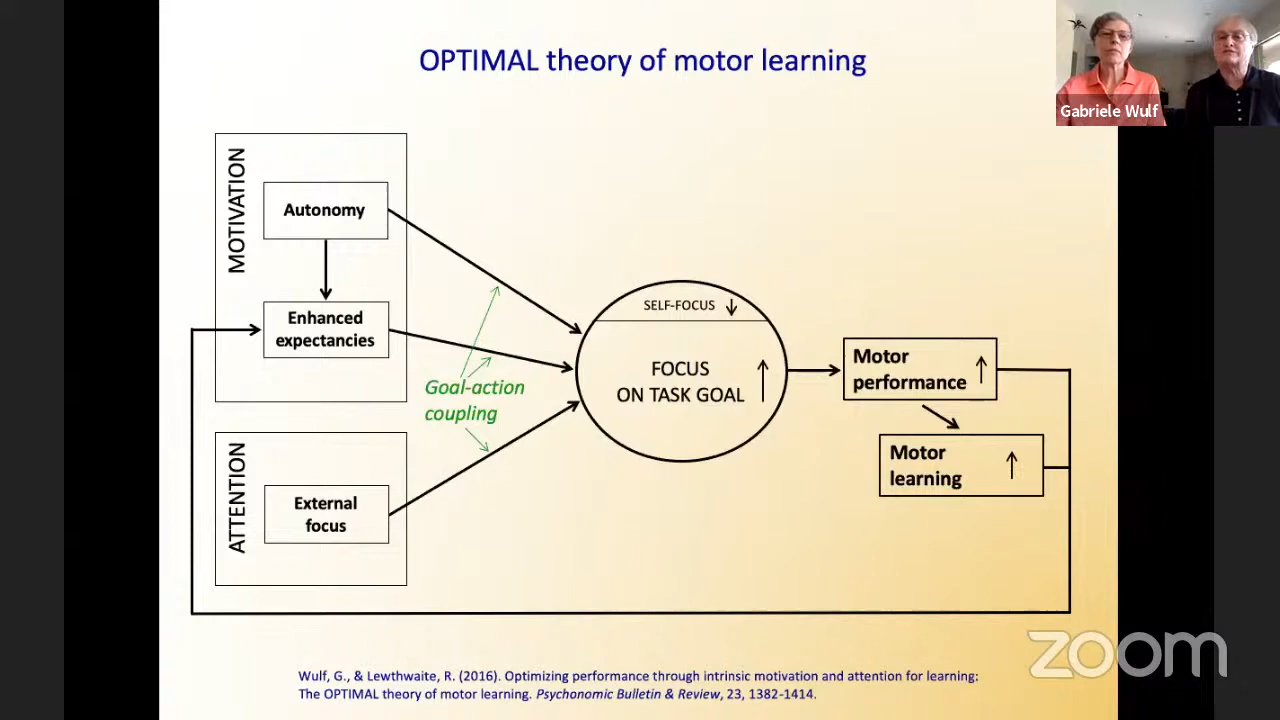 OPTIMAL theory of motor learning
Gabriele Wulf
MOTIVATION
Autonomy
Enhanced
expectancies
Goal-action
coupling
SELF-FOCUS ↓
FOCUS
ON TASK GOAL ↑
Motor
performance ↑
Motor
learning ↑
ATTENTION
External
focus
zoom
Wulf, G., & Lewthwaite, R. (2016). Optimizing performance through intrinsic motivation and attention for learning:
The OPTIMAL theory of motor learning. Psychonomic Bulletin & Review, 23, 1382-1414.